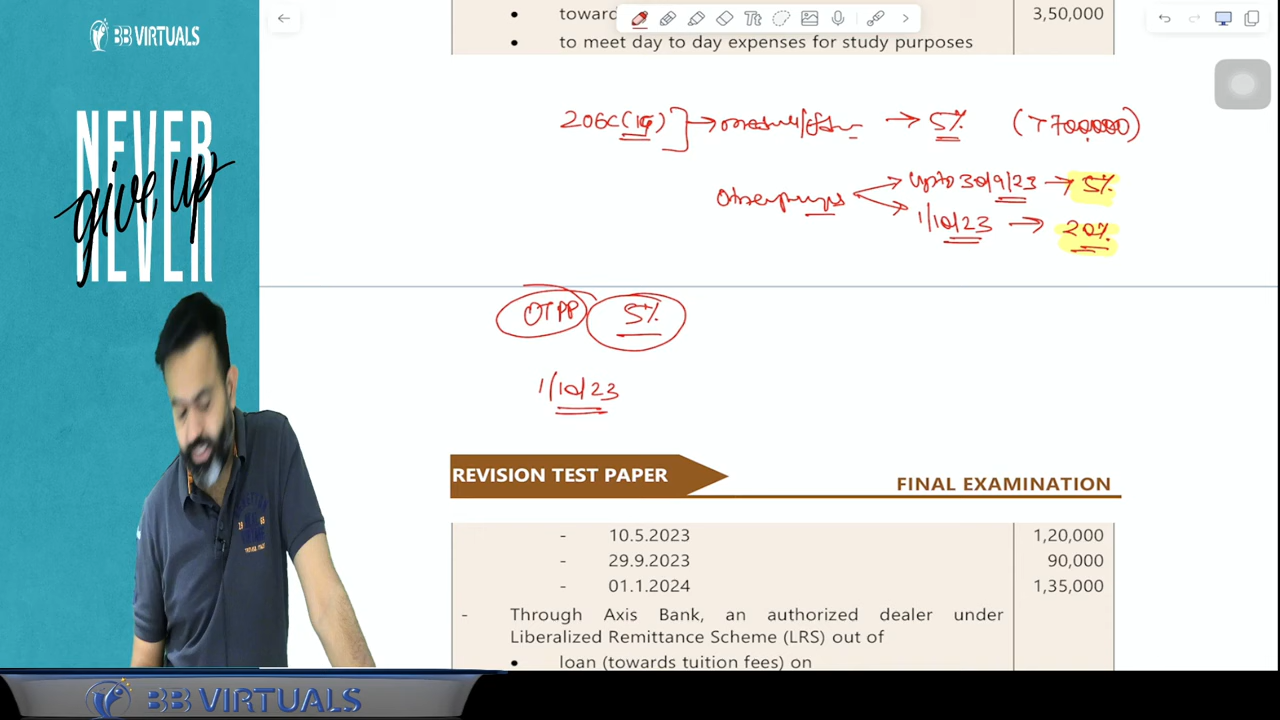 BB VIRTUALS
NEVER
give up
NEVER
3,50,000
• to meet day to day expenses for study purposes
206C(1G) → → 5% (>700,000)
upto 30/9/23 → 5%
1/10/23 → 20%
OTPP 5%
1/10/23
REVISION TEST PAPER
FINAL EXAMINATION
- 10.5.2023 1,20,000
- 29.9.2023 90,000
- 01.1.2024 1,35,000
- Through Axis Bank, an authorized dealer under
Liberalized Remittance Scheme (LRS) out of
• loan (towards tuition fees) on
BB VIRTUALS